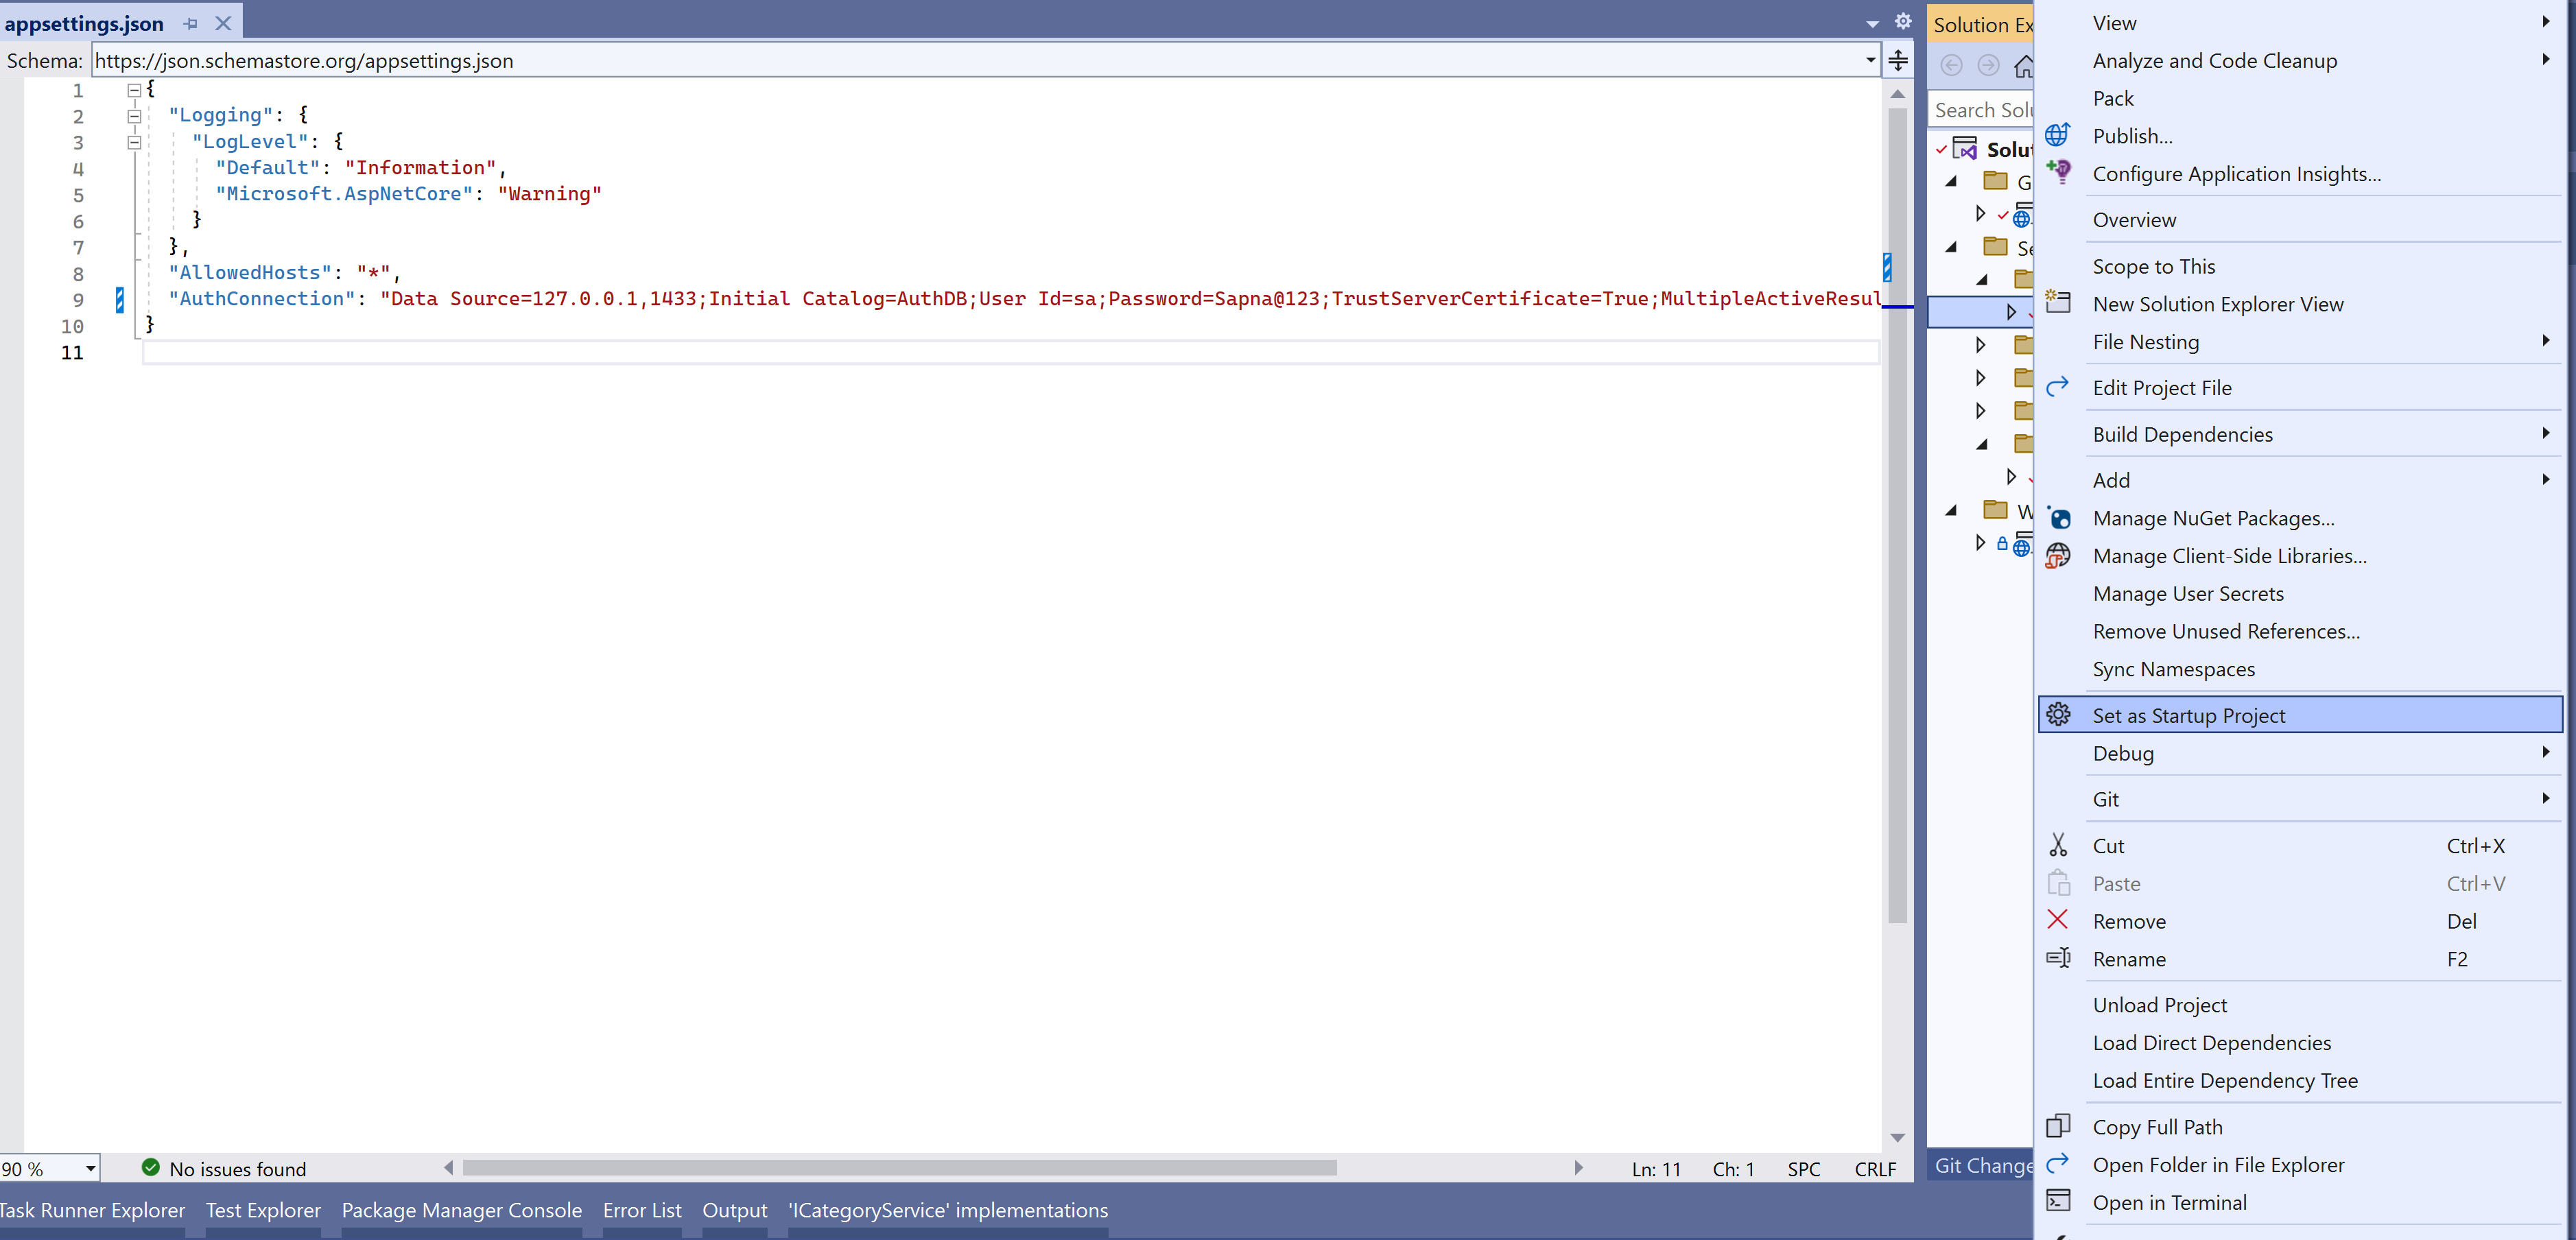 appsettings.json
Schema: https://json.schemastore.org/appsettings.json
1 {
2 "Logging": {
3 "LogLevel": {
4 "Default": "Information",
5 "Microsoft.AspNetCore": "Warning"
6 }
7 },
8 "AllowedHosts": "*",
9 "AuthConnection": "Data Source=127.0.0.1,1433;Initial Catalog=AuthDB;User Id=sa;Password=Sapna@123;TrustServerCertificate=True;MultipleActiveResul
10 }
11
90 %
No issues found
Ln: 11 Ch: 1 SPC CRLF
Task Runner Explorer Test Explorer Package Manager Console Error List Output 'ICategoryService' implementations
Solution Ex
Search Solu
Solut
G
Se
W
Git Change
View
Analyze and Code Cleanup
Pack
Publish...
Configure Application Insights...
Overview
Scope to This
New Solution Explorer View
File Nesting
Edit Project File
Build Dependencies
Add
Manage NuGet Packages...
Manage Client-Side Libraries...
Manage User Secrets
Remove Unused References...
Sync Namespaces
Set as Startup Project
Debug
Git
Cut Ctrl+X
Paste Ctrl+V
Remove Del
Rename F2
Unload Project
Load Direct Dependencies
Load Entire Dependency Tree
Copy Full Path
Open Folder in File Explorer
Open in Terminal